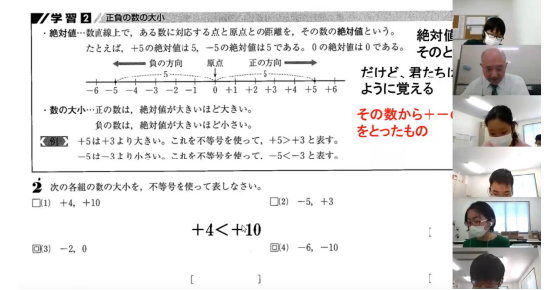 学習 2 正負の数の大小
・絶対値…数直線上で，ある数に対応する点と原点との距離を，その数の絶対値という。
たとえば，+5の絶対値は5，−5の絶対値は5である。0の絶対値は0である。
負の方向 原点 正の方向
5 5
−6 −5 −4 −3 −2 −1 0 +1 +2 +3 +4 +5 +6
・数の大小…正の数は，絶対値が大きいほど大きい。
負の数は，絶対値が大きいほど小さい。
例 +5は+3より大きい。これを不等号を使って，+5>+3と表す。
−5は−3より小さい。これを不等号を使って，−5<−3と表す。
絶対値
そのと
だけど、君たちは
ように覚える
その数から+−の
をとったもの
2 次の各組の数の大小を，不等号を使って表しなさい。
□(1) +4，+10
□(2) −5，+3
+4<+10
[
回(3) −2，0
回(4) −6，−10
[ ]
[